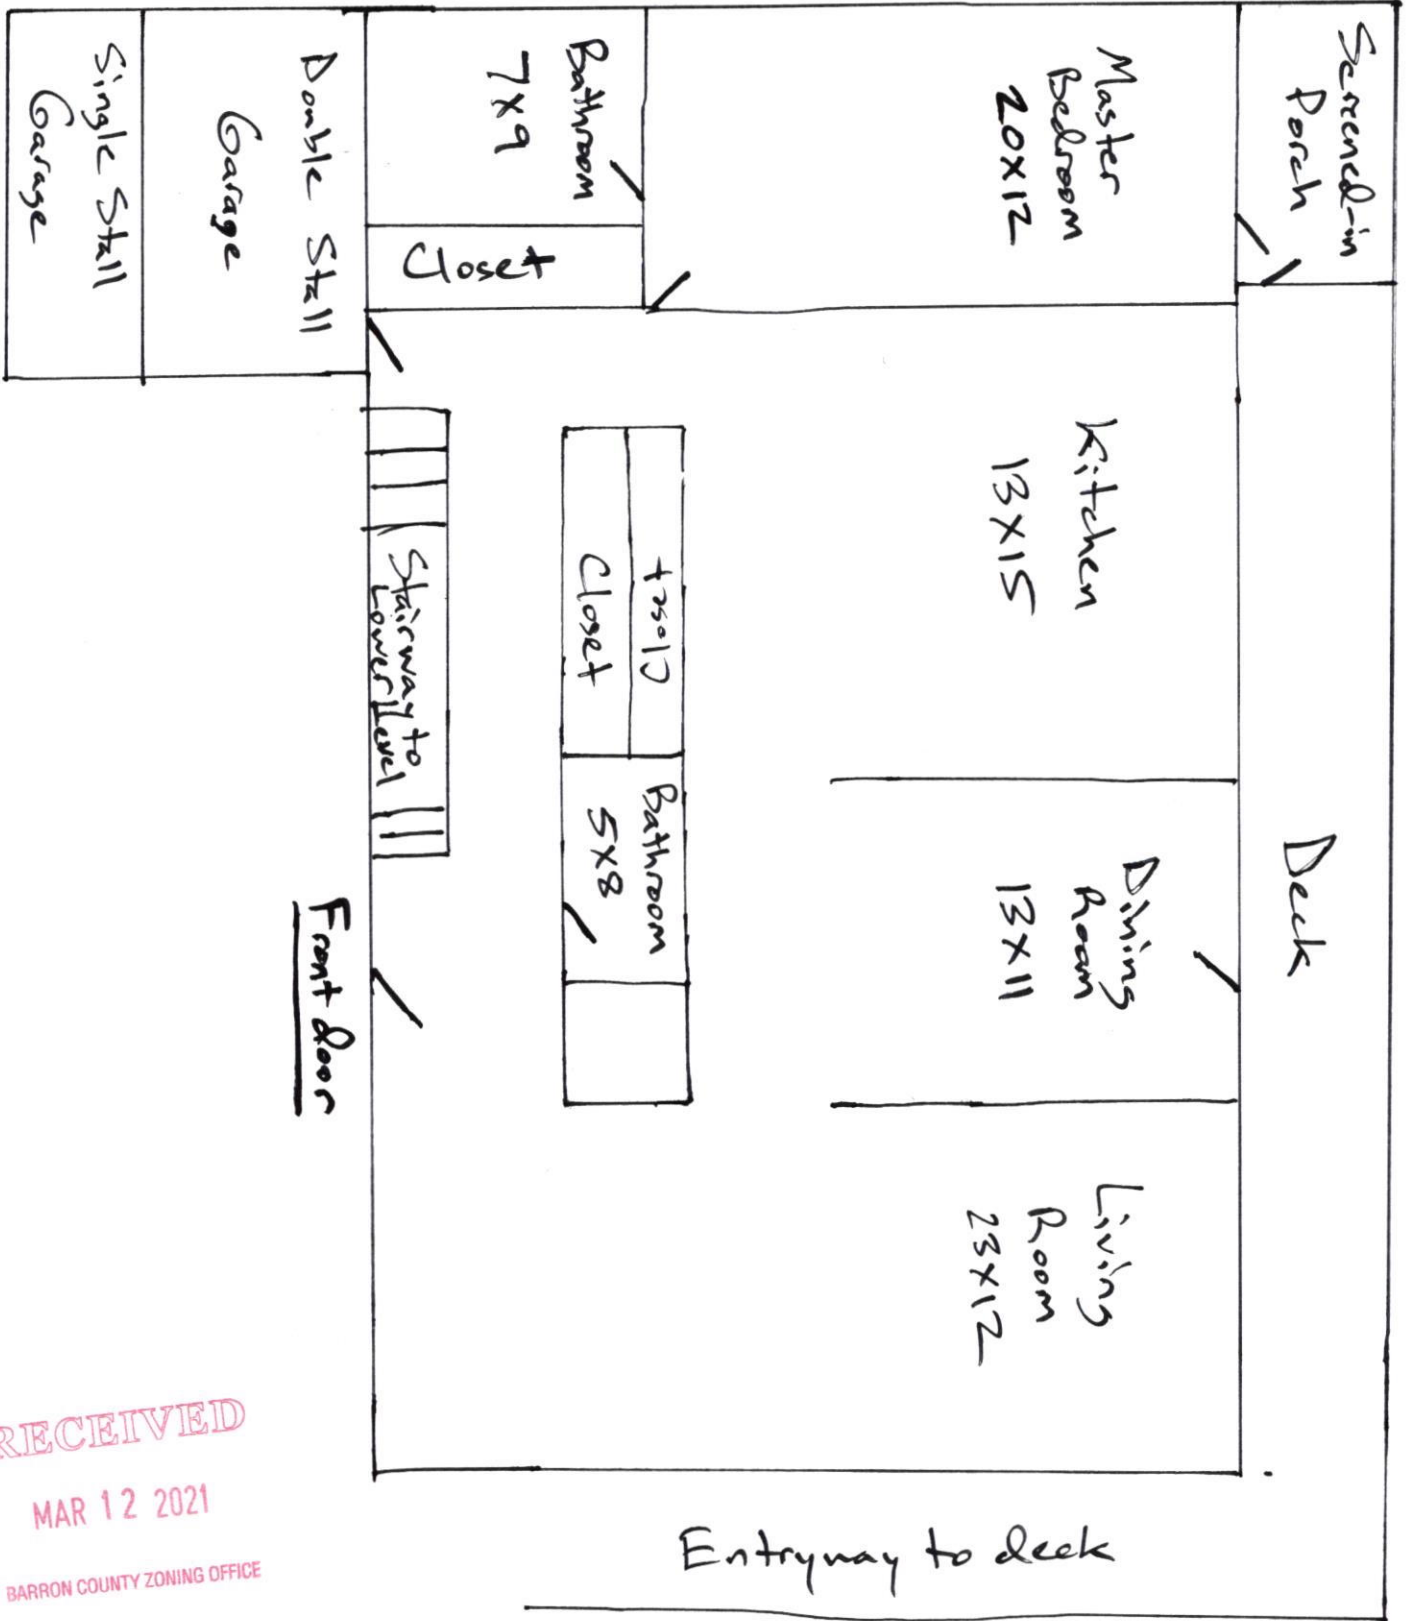 Screened-in
Porch
Master
Bedroom
20x12
Bathroom
7x9
Closet
Double Stall
Garage
Single Stall
Garage
Deck
Kitchen
13x15
Closet
Closet
Stairway to
Lower Level
Bathroom
5x8
Dining
Room
13x11
Front door
Living
Room
23x12
Entryway to deck
RECEIVED
MAR 12 2021
BARRON COUNTY ZONING OFFICE